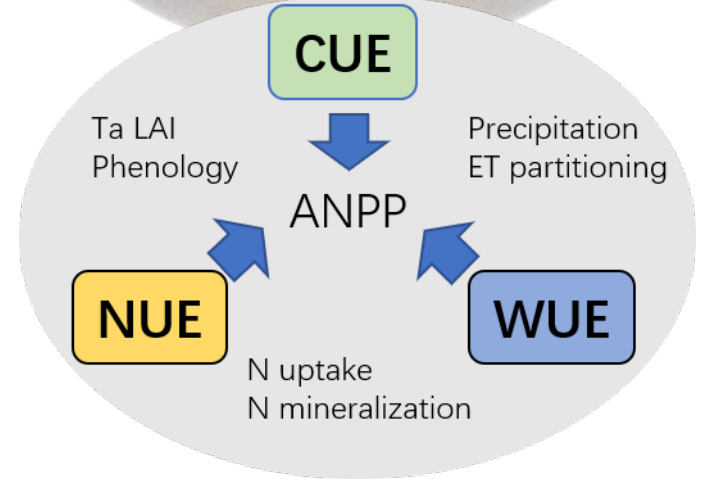 CUE
Ta LAI
Phenology
Precipitation
ET partitioning
ANPP
NUE
WUE
N uptake
N mineralization